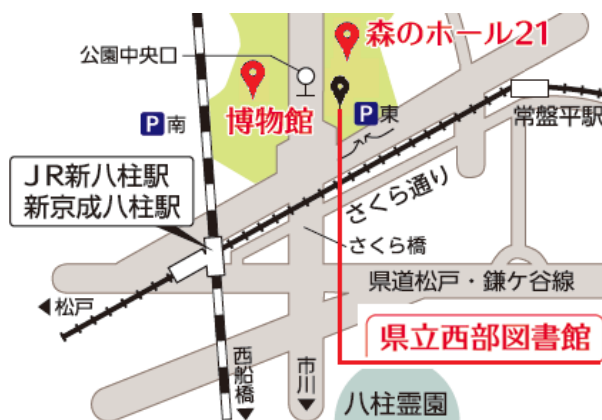 森のホール21
公園中央口
博物館
P南
P東
常盤平駅
JR新八柱駅
新京成八柱駅
さくら通り
さくら橋
県道松戸・鎌ケ谷線
◀松戸
県立西部図書館
西船橋▼
市川▼
八柱霊園